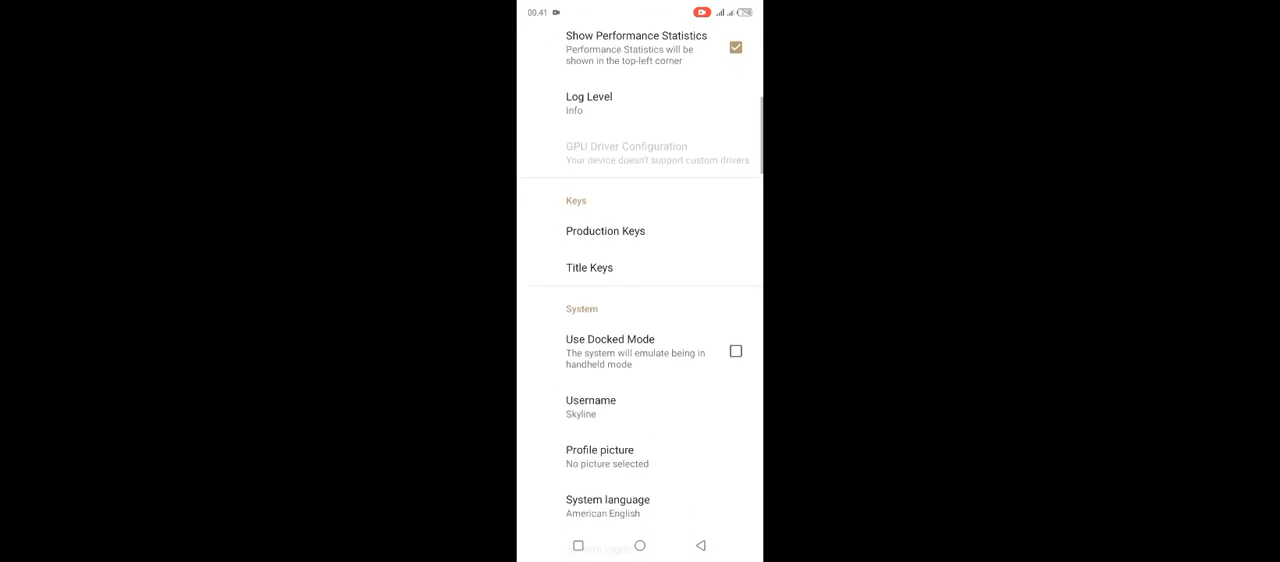 00.41
Show Performance Statistics
Performance Statistics will be
shown in the top-left corner
Log Level
Info
GPU Driver Configuration
Your device doesn't support custom drivers
Keys
Production Keys
Title Keys
System
Use Docked Mode
The system will emulate being in
handheld mode
Username
Skyline
Profile picture
No picture selected
System language
American English